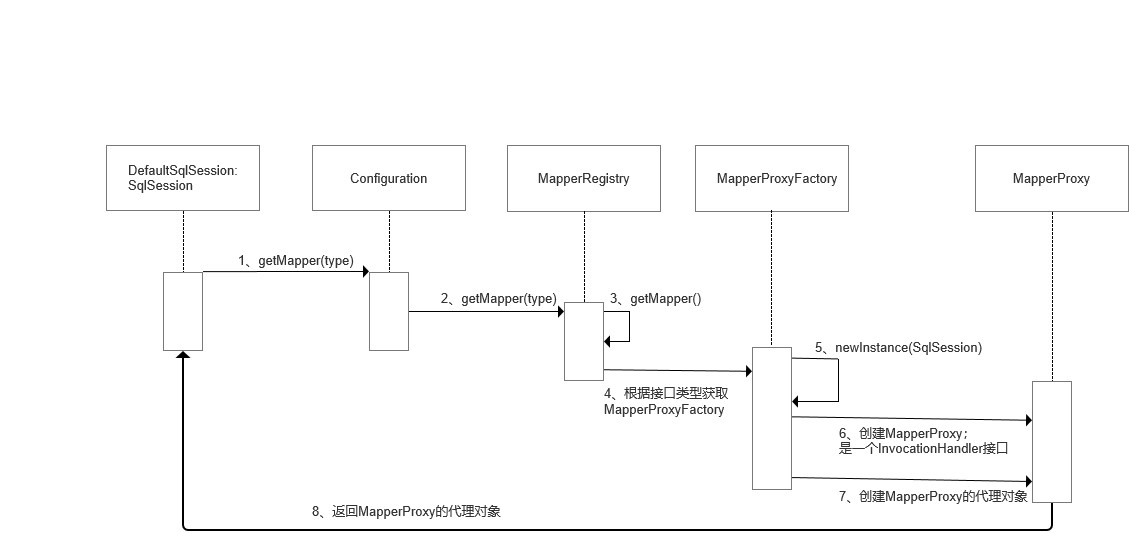 DefaultSqlSession:
SqlSession
Configuration
MapperRegistry
MapperProxyFactory
MapperProxy
1、getMapper(type)
2、getMapper(type)
3、getMapper()
4、根据接口类型获取
MapperProxyFactory
5、newInstance(SqlSession)
6、创建MapperProxy；
是一个InvocationHandler接口
7、创建MapperProxy的代理对象
8、返回MapperProxy的代理对象